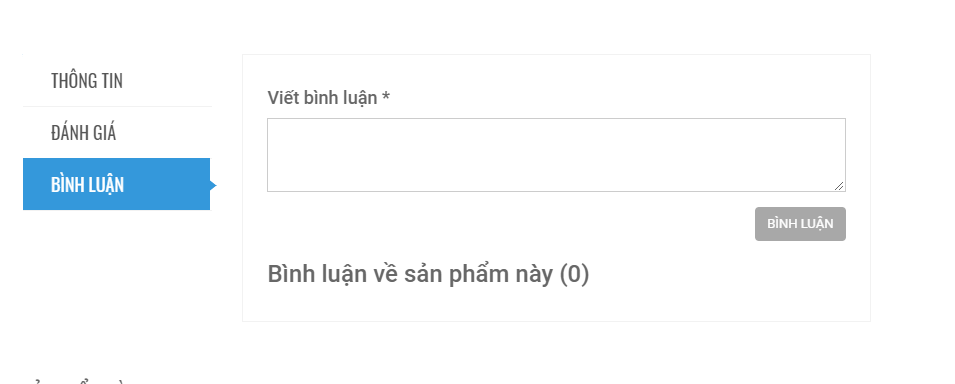 THÔNG TIN
ĐÁNH GIÁ
BÌNH LUẬN
Viết bình luận *
BÌNH LUẬN
Bình luận về sản phẩm này (0)